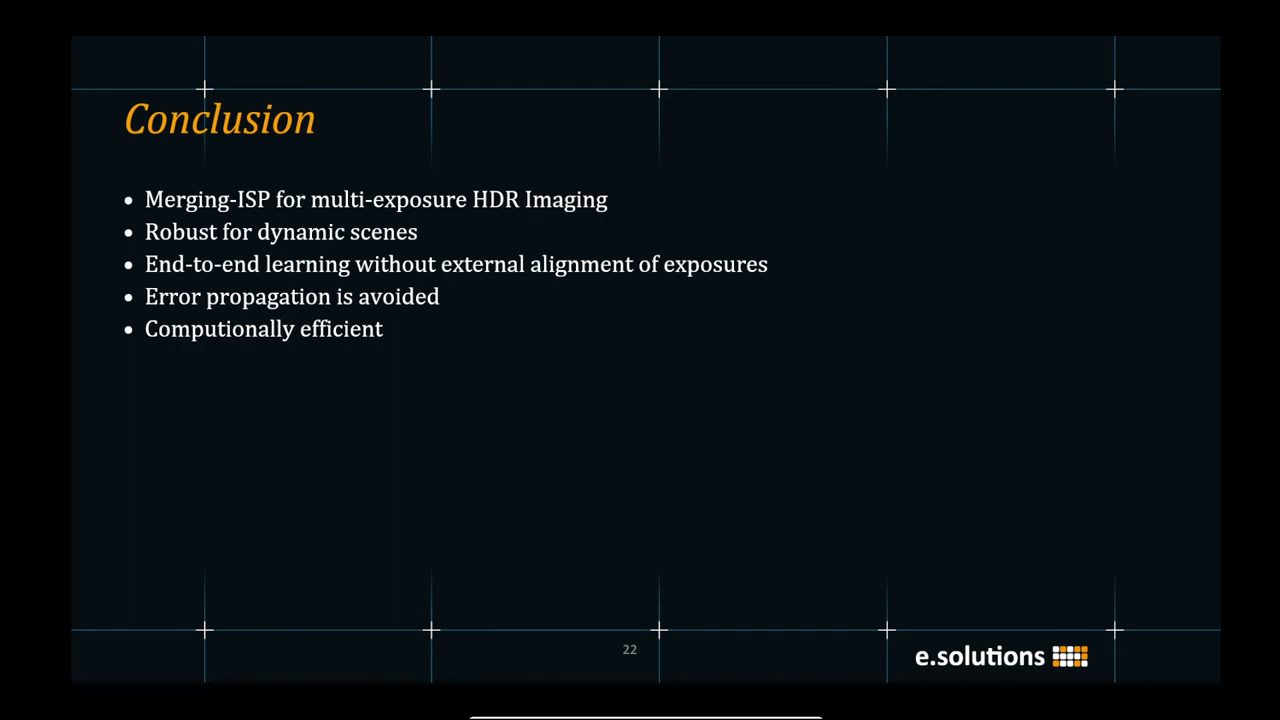 Conclusion
• Merging-ISP for multi-exposure HDR Imaging
• Robust for dynamic scenes
• End-to-end learning without external alignment of exposures
• Error propagation is avoided
• Computionally efficient
22
e.solutions